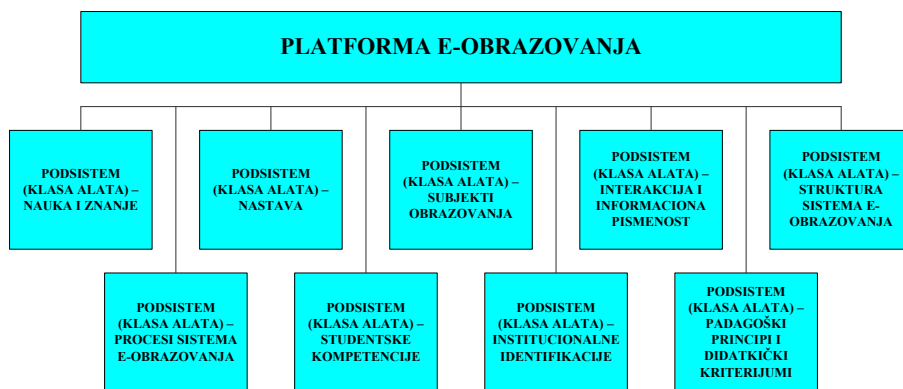 PLATFORMA E-OBRAZOVANJA
PODSISTEM
(KLASA ALATA) –
NAUKA I ZNANJE
PODSISTEM
(KLASA ALATA) –
NASTAVA
PODSISTEM
(KLASA ALATA) –
SUBJEKTI
OBRAZOVANJA
PODSISTEM
(KLASA ALATA) –
INTERAKCIJA I
INFORMACIONA
PISMENOST
PODSISTEM
(KLASA ALATA) –
STRUKTURA
SISTEMA E-
OBRAZOVANJA
PODSISTEM
(KLASA ALATA) –
PROCESI SISTEMA
E-OBRAZOVANJA
PODSISTEM
(KLASA ALATA) –
STUDENTSKE
KOMPETENCIJE
PODSISTEM
(KLASA ALATA) –
INSTITUCIONALNE
IDENTIFIKACIJE
PODSISTEM
(KLASA ALATA) –
PADAGOŠKI
PRINCIPI I
DIDATKIČKI
KRITERIJUMI